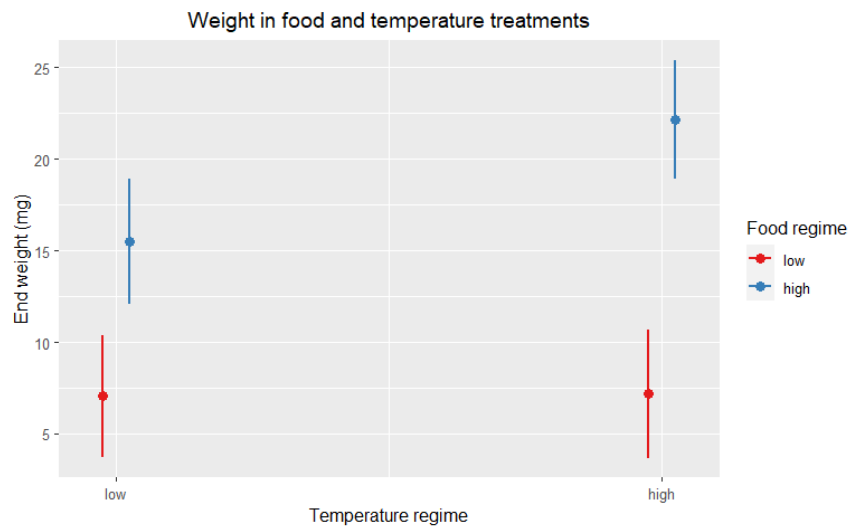 Weight in food and temperature treatments
End weight (mg)
25
20
15
10
5
low
high
Temperature regime
Food regime
low
high